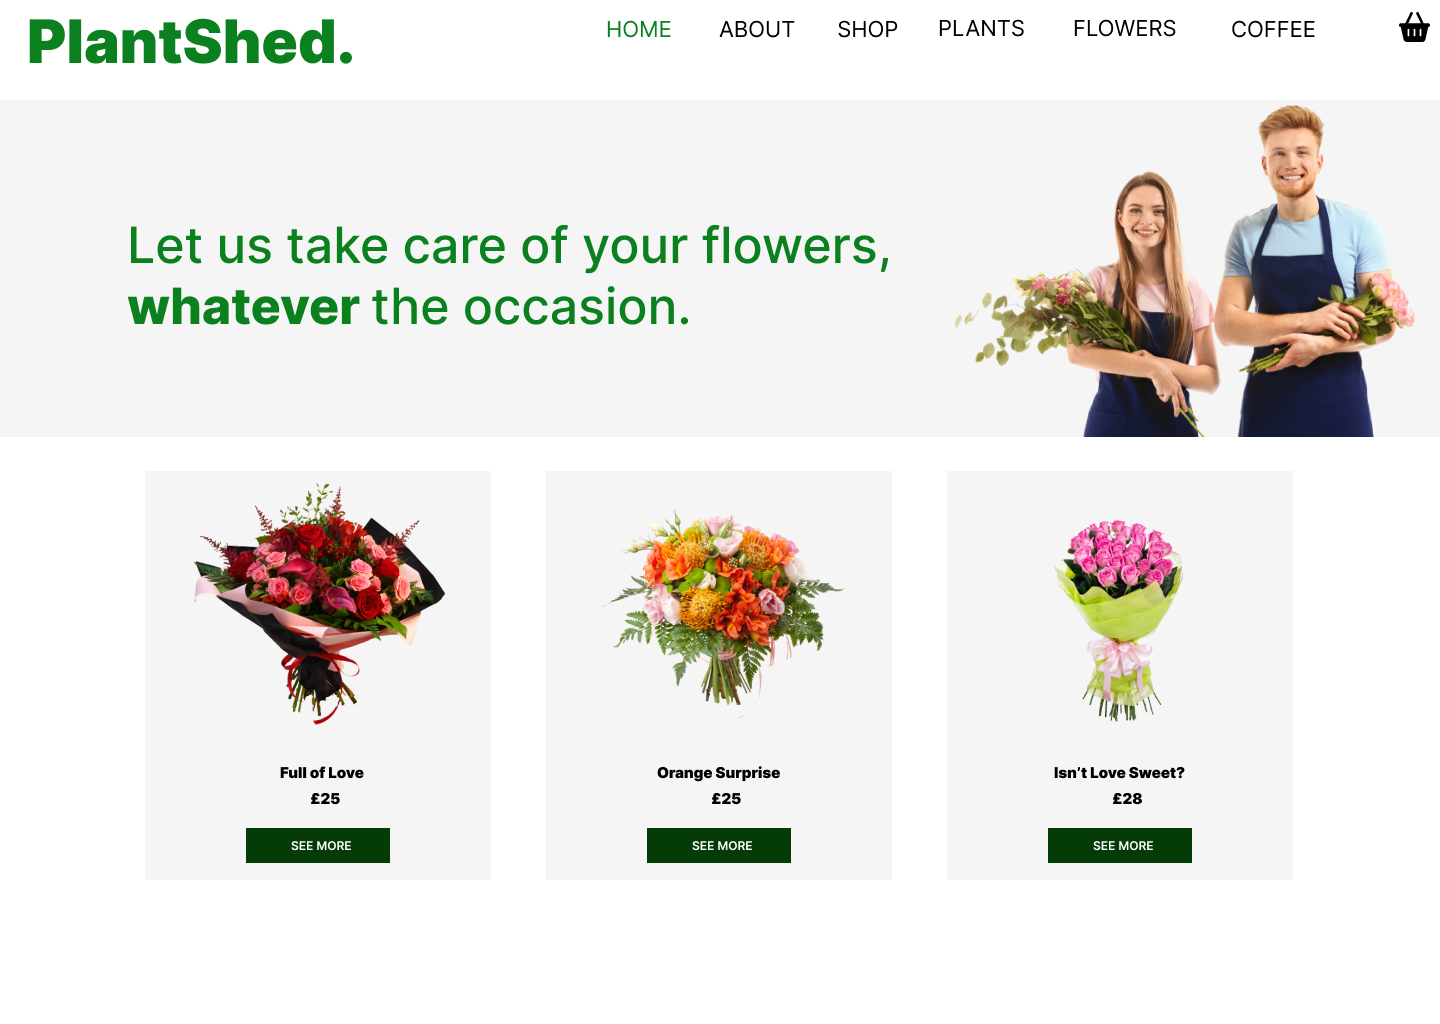 PlantShed.
HOME ABOUT SHOP PLANTS FLOWERS COFFEE
Let us take care of your flowers,
whatever the occasion.
Full of Love
£25
SEE MORE
Orange Surprise
£25
SEE MORE
Isn’t Love Sweet?
£28
SEE MORE